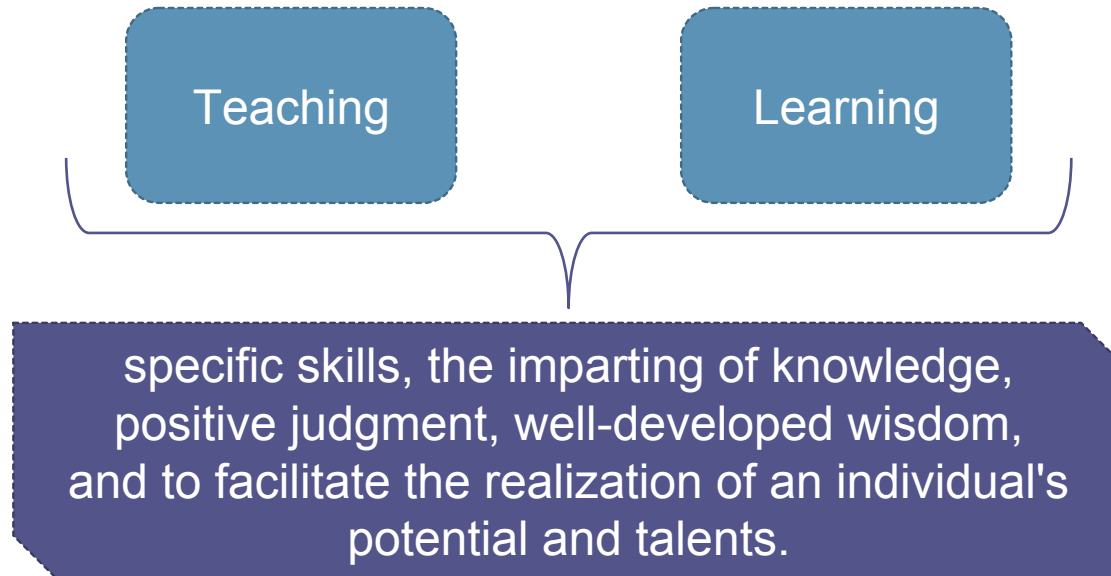 Teaching
Learning
specific skills, the imparting of knowledge,
positive judgment, well-developed wisdom,
and to facilitate the realization of an individual's
potential and talents.